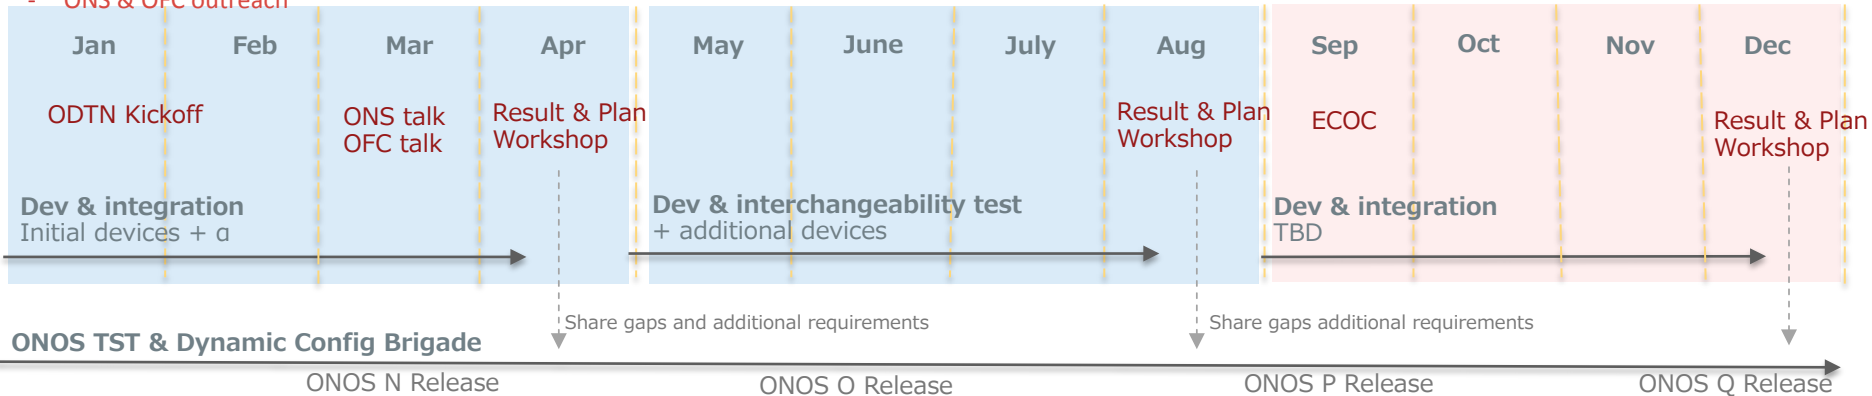 - ONS & OFC outreach
Jan Feb Mar Apr May June July Aug Sep Oct Nov Dec
ODTN Kickoff
ONS talk
OFC talk
Result & Plan
Workshop
Result & Plan
Workshop
ECOC
Result & Plan
Workshop
Dev & integration
Initial devices + α
Dev & interchangeability test
+ additional devices
Dev & integration
TBD
Share gaps and additional requirements
Share gaps additional requirements
ONOS TST & Dynamic Config Brigade
ONOS N Release
ONOS O Release
ONOS P Release
ONOS Q Release